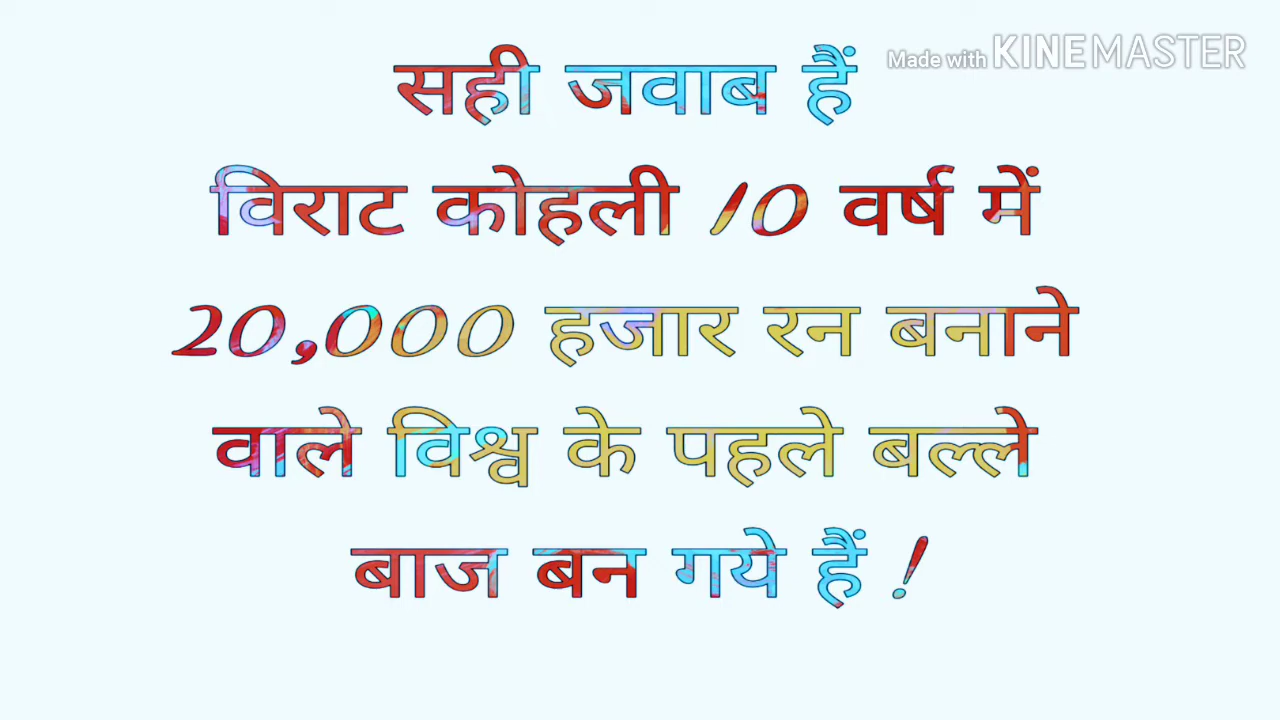 Made with KINEMASTER
सही जवाब हैं
विराट कोहली 10 वर्ष में
20,000 हजार रन बनाने
वाले विश्व के पहले बल्ले
बाज बन गये हैं !